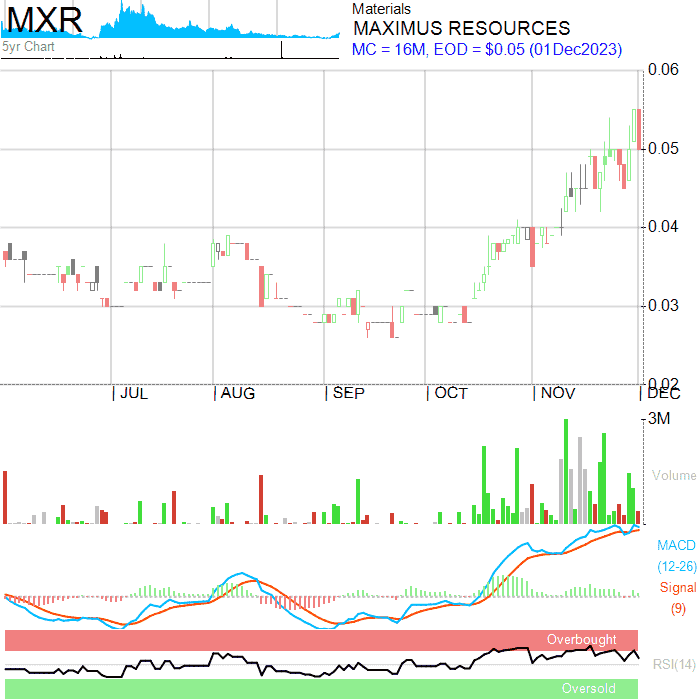 MXR
5yr Chart
Materials
MAXIMUS RESOURCES
MC = 16M, EOD = $0.05 (01Dec2023)
0.06
0.05
0.04
0.03
0.02
JUL AUG SEP OCT NOV DEC
3M
Volume
MACD
(12-26)
Signal
(9)
Overbought
RSI(14)
Oversold